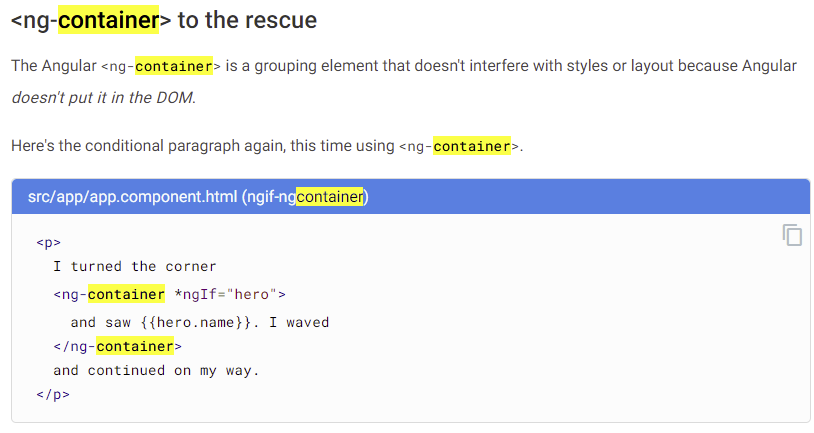 <ng-container> to the rescue
The Angular <ng-container> is a grouping element that doesn't interfere with styles or layout because Angular
doesn't put it in the DOM.
Here's the conditional paragraph again, this time using <ng-container>.
src/app/app.component.html (ngif-ngcontainer)
<p>
  I turned the corner
  <ng-container *ngIf="hero">
    and saw {{hero.name}}. I waved
  </ng-container>
  and continued on my way.
</p>